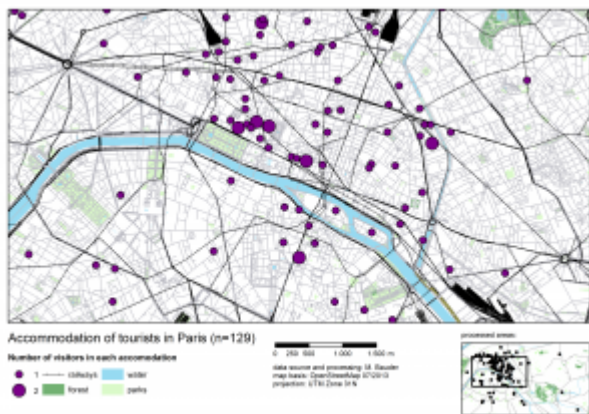 Accommodation of tourists in Paris (n=129)
Number of visitors in each accomodation
1
water
2
forest
parks
0 250 500 1 000 1 500 m
data source and processing: M. Bauder
map basis: OpenStreetMap 07/2013
projection: UTM Zone 31N
processed areas: